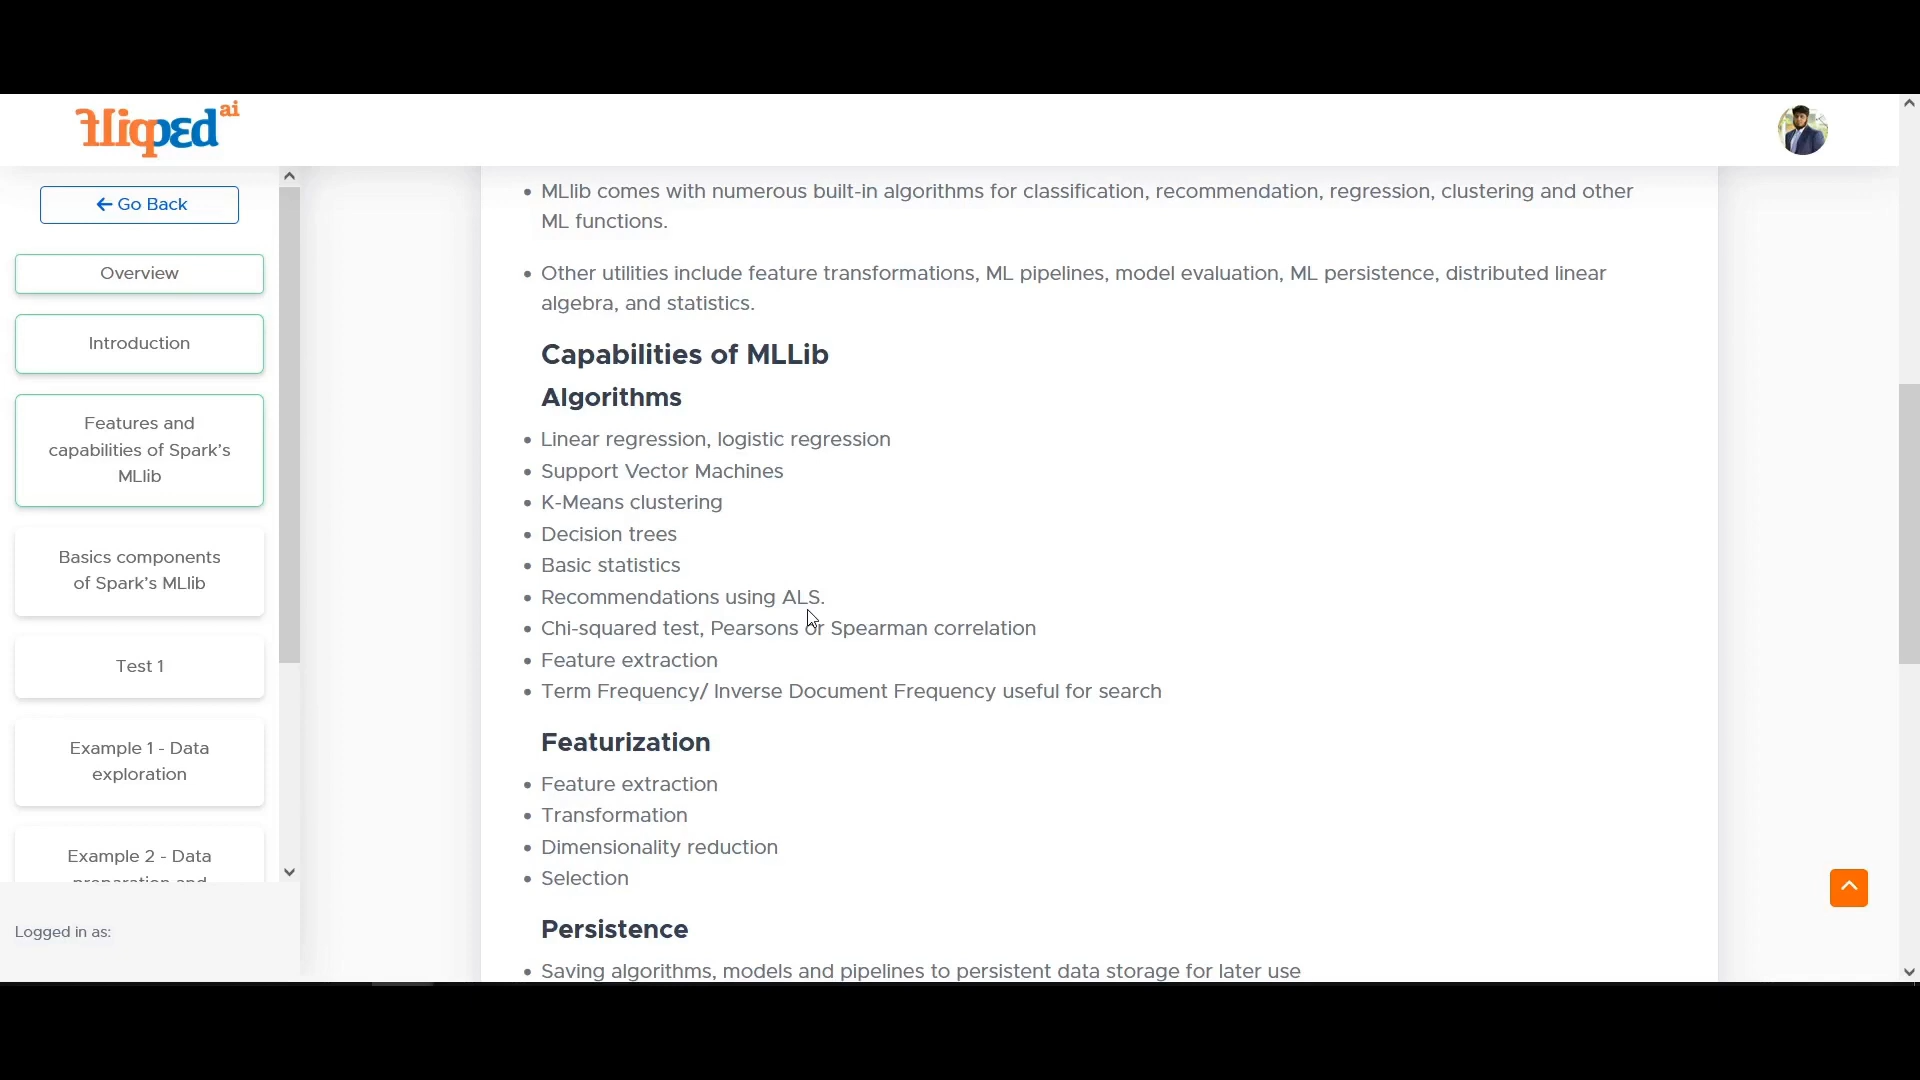 fliqped ai
← Go Back
Overview
Introduction
Features and
capabilities of Spark’s
MLlib
Basics components
of Spark’s MLlib
Test 1
Example 1 - Data
exploration
Example 2 - Data
preparation and
Logged in as:
• MLlib comes with numerous built-in algorithms for classification, recommendation, regression, clustering and other
ML functions.
• Other utilities include feature transformations, ML pipelines, model evaluation, ML persistence, distributed linear
algebra, and statistics.
Capabilities of MLLib
Algorithms
• Linear regression, logistic regression
• Support Vector Machines
• K-Means clustering
• Decision trees
• Basic statistics
• Recommendations using ALS.
• Chi-squared test, Pearsons or Spearman correlation
• Feature extraction
• Term Frequency/ Inverse Document Frequency useful for search
Featurization
• Feature extraction
• Transformation
• Dimensionality reduction
• Selection
Persistence
• Saving algorithms, models and pipelines to persistent data storage for later use